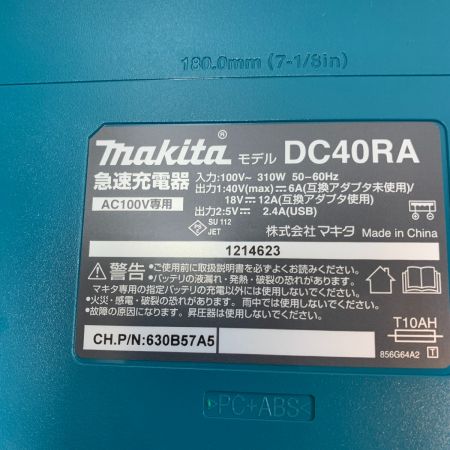 180.0mm (7-1/8in)
makita® モデル DC40RA
急速充電器 入力:100V~ 310W 50-60Hz
出力1:40V(max)⎓6A(互換アダプタ未使用)/
AC100V専用 18V⎓12A(互換アダプタ使用)
出力2:5V⎓ 2.4A(USB)
PS E SU 112
JET
株式会社 マキタ Made in China
1214623
⚠警告 •ご使用前に取扱説明書を必ずよくお読みください。
•バッテリの液漏れ・発熱・破裂の恐れがあります。
マキタ専用の指定バッテリの充電以外には使用しないでください。
•火災・感電・破裂の恐れがあります。雨中では使用しないでください。
•故障の原因になります。昇圧器は使用しないでください。
T10AH
CH.P/N:630B57A5
856G64A2 T
>PC+ABS<